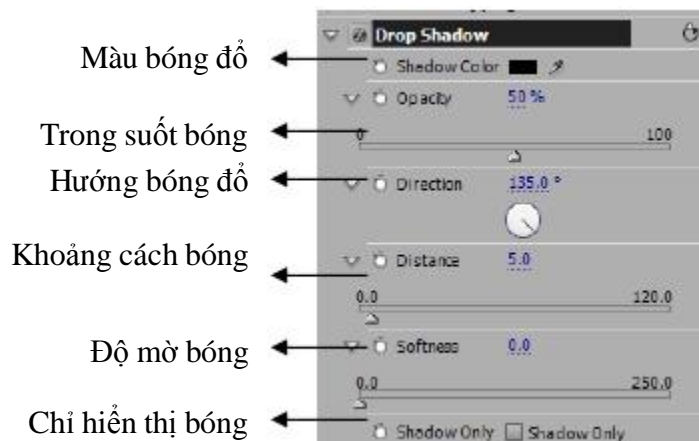 Drop Shadow
Màu bóng đổ
Shadow Color
Opacity 50 %
Trong suốt bóng
0 100
Hướng bóng đổ
Direction 135.0 °
Khoảng cách bóng
Distance 5.0
0.0 120.0
Độ mờ bóng
Softness 0.0
0.0 250.0
Chỉ hiển thị bóng
Shadow Only Shadow Only